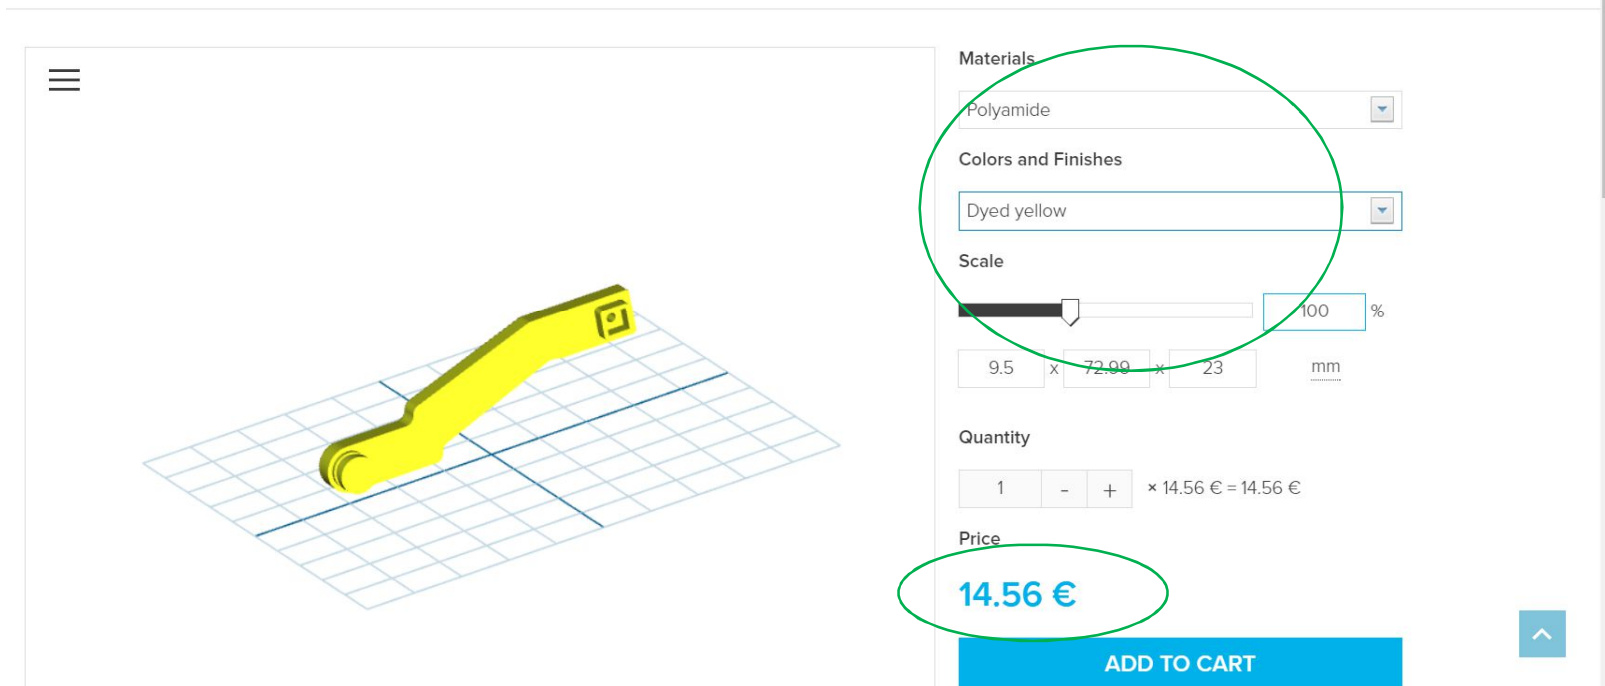 Materials
Polyamide
Colors and Finishes
Dyed yellow
Scale
100 %
9.5 x 72.99 x 23 mm
Quantity
1 - + × 14.56 € = 14.56 €
Price
14.56 €
ADD TO CART